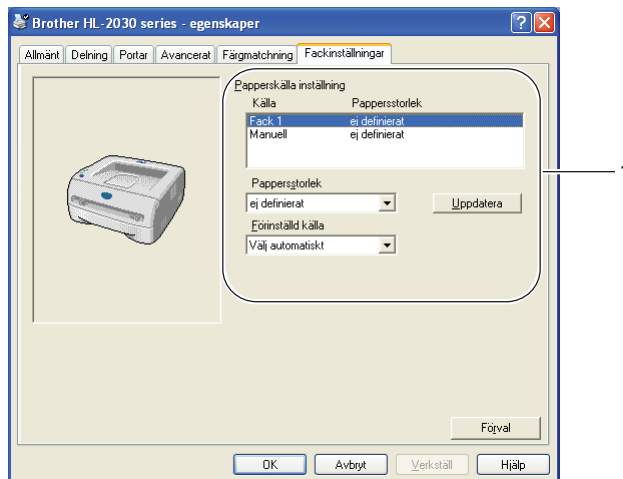 Brother HL-2030 series - egenskaper
Allmänt Delning Portar Avancerat Färgmatchning Fackinställningar
Papperskälla inställning
Källa Pappersstorlek
Fack 1 ej definierat
Manuell ej definierat
Pappersstorlek
ej definierat Uppdatera
Förinställd källa
Välj automatiskt
Förval
OK Avbryt Verkställ Hjälp